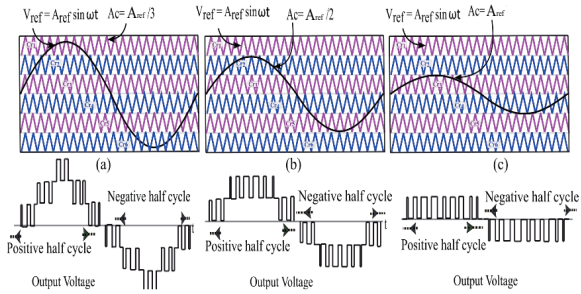 Vref = Aref sin ωt
Ac= Aref /3
Vref = Aref sin ωt
Ac= Aref /2
Vref = Aref sin ωt
Ac= Aref
(a)
(b)
(c)
Negative half cycle
t
Positive half cycle
Output Voltage
Negative half cycle
t
Positive half cycle
Output Voltage
Negative half cycle
t
Positive half cycle
Output Voltage